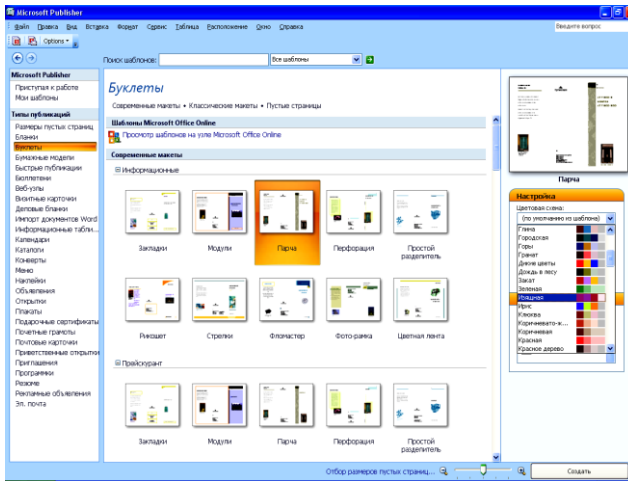 Microsoft Publisher
Файл Правка Вид Вставка Формат Сервис Таблица Расположение Окно Справка
Введите вопрос
Options
Поиск шаблонов: Все шаблоны
Microsoft Publisher
Приступая к работе
Мои шаблоны
Типы публикаций
Размеры пустых страниц
Бланки
Буклеты
Бумажные модели
Быстрые публикации
Бюллетени
Веб-узлы
Визитные карточки
Деловые бланки
Импорт документов Word
Информационные табли...
Календари
Каталоги
Конверты
Меню
Наклейки
Объявления
Открытки
Плакаты
Подарочные сертификаты
Почетные грамоты
Почтовые карточки
Приветственные открытки
Приглашения
Программки
Резюме
Рекламные объявления
Эл. почта
Буклеты
Современные макеты • Классические макеты • Пустые страницы
Шаблоны Microsoft Office Online
Просмотр шаблонов на узле Microsoft Office Online
Современные макеты
Информационные
Закладки Модули Парча Перфорация Простой разделитель
Рикошет Стрелки Фломастер Фото-рамка Цветная лента
Прейскурант
Закладки Модули Парча Перфорация Простой разделитель
Парча
Настройка
Цветовая схема:
(по умолчанию из шаблона)
Глина
Городская
Горы
Гранат
Дикие цветы
Дождь в лесу
Закат
Зеленая
Изящная
Ирис
Клюква
Коричневато-к...
Коричневая
Красная
Красное дерево
Отбор размеров пустых страниц...
Создать